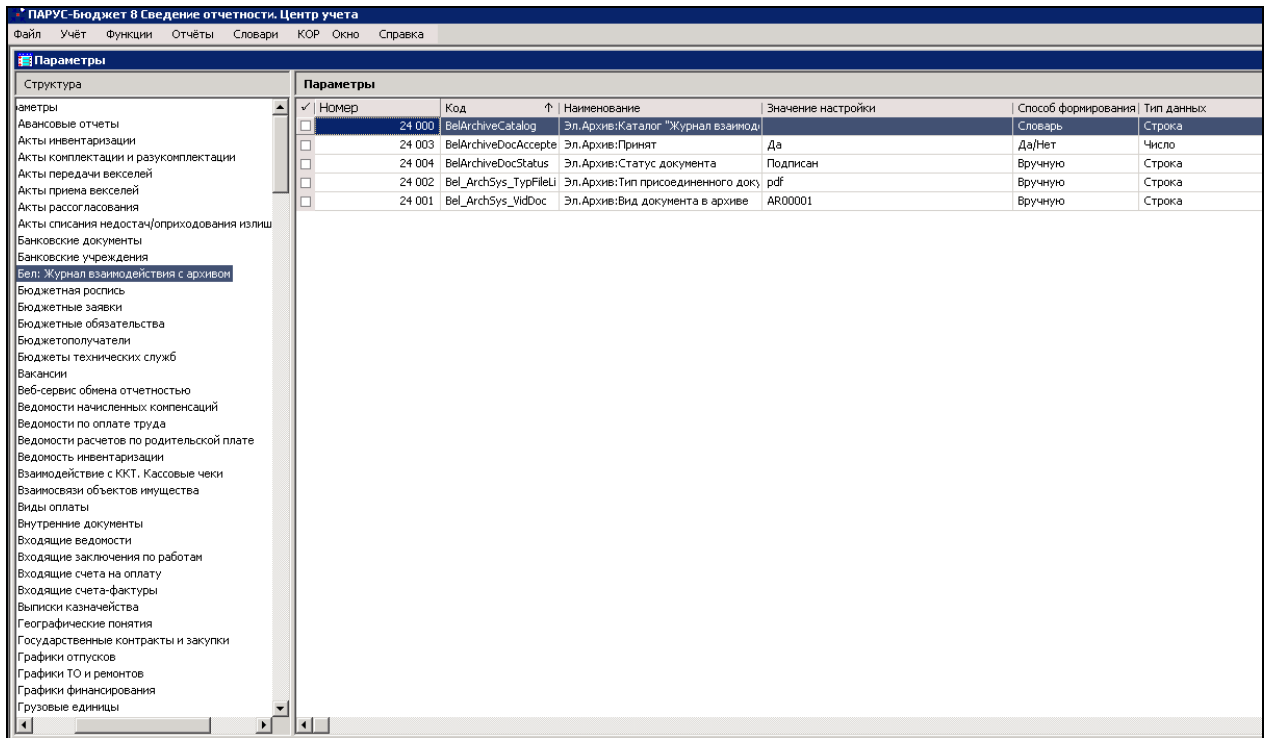 ПАРУС-Бюджет 8 Сведение отчетности. Центр учета
Файл Учёт Функции Отчёты Словари КОР Окно Справка
Параметры
Структура
Параметры
Номер Код Наименование Значение настройки Способ формирования Тип данных
24 000 BelArchiveCatalog Эл.Архив:Каталог "Журнал взаимод Словарь Строка
24 003 BelArchiveDocAccepte Эл.Архив:Принят Да Да/Нет Число
24 004 BelArchiveDocStatus Эл.Архив:Статус документа Подписан Вручную Строка
24 002 Bel_ArchSys_TypFileLi Эл.Архив:Тип присоединенного доку pdf Вручную Строка
24 001 Bel_ArchSys_VidDoc Эл.Архив:Вид документа в архиве AR00001 Вручную Строка
аметры
Авансовые отчеты
Акты инвентаризации
Акты комплектации и разукомплектации
Акты передачи векселей
Акты приема векселей
Акты рассогласования
Акты списания недостач/оприходования излиш
Банковские документы
Банковские учреждения
Бел: Журнал взаимодействия с архивом
Бюджетная роспись
Бюджетные заявки
Бюджетные обязательства
Бюджетополучатели
Бюджеты технических служб
Вакансии
Веб-сервис обмена отчетностью
Ведомости начисленных компенсаций
Ведомости по оплате труда
Ведомости расчетов по родительской плате
Ведомость инвентаризации
Взаимодействие с ККТ. Кассовые чеки
Взаимосвязи объектов имущества
Виды оплаты
Внутренние документы
Входящие ведомости
Входящие заключения по работам
Входящие счета на оплату
Входящие счета-фактуры
Выписки казначейства
Географические понятия
Государственные контракты и закупки
Графики отпусков
Графики ТО и ремонтов
Графики финансирования
Грузовые единицы